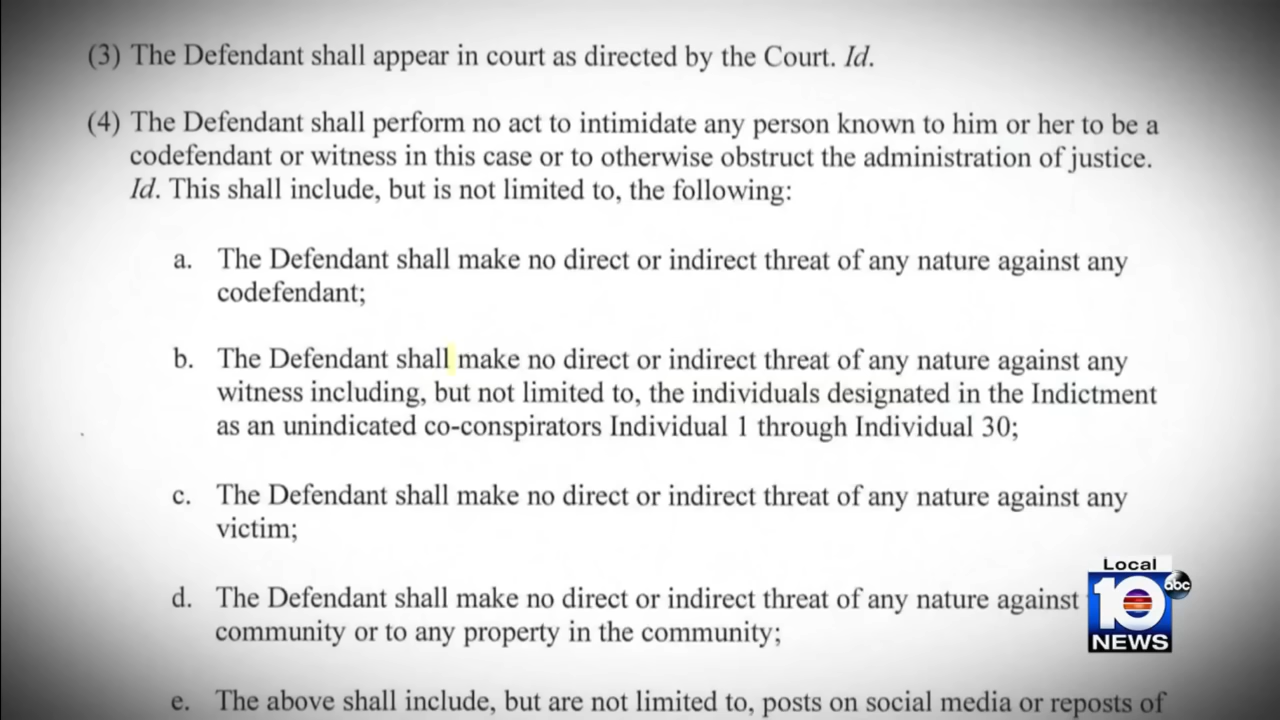 (3) The Defendant shall appear in court as directed by the Court. Id.
(4) The Defendant shall perform no act to intimidate any person known to him or her to be a
codefendant or witness in this case or to otherwise obstruct the administration of justice.
Id. This shall include, but is not limited to, the following:
a. The Defendant shall make no direct or indirect threat of any nature against any
codefendant;
b. The Defendant shall make no direct or indirect threat of any nature against any
witness including, but not limited to, the individuals designated in the Indictment
as an unindicated co-conspirators Individual 1 through Individual 30;
c. The Defendant shall make no direct or indirect threat of any nature against any
victim;
d. The Defendant shall make no direct or indirect threat of any nature against
community or to any property in the community;
e. The above shall include, but are not limited to, posts on social media or reposts of
Local
10
abc
NEWS